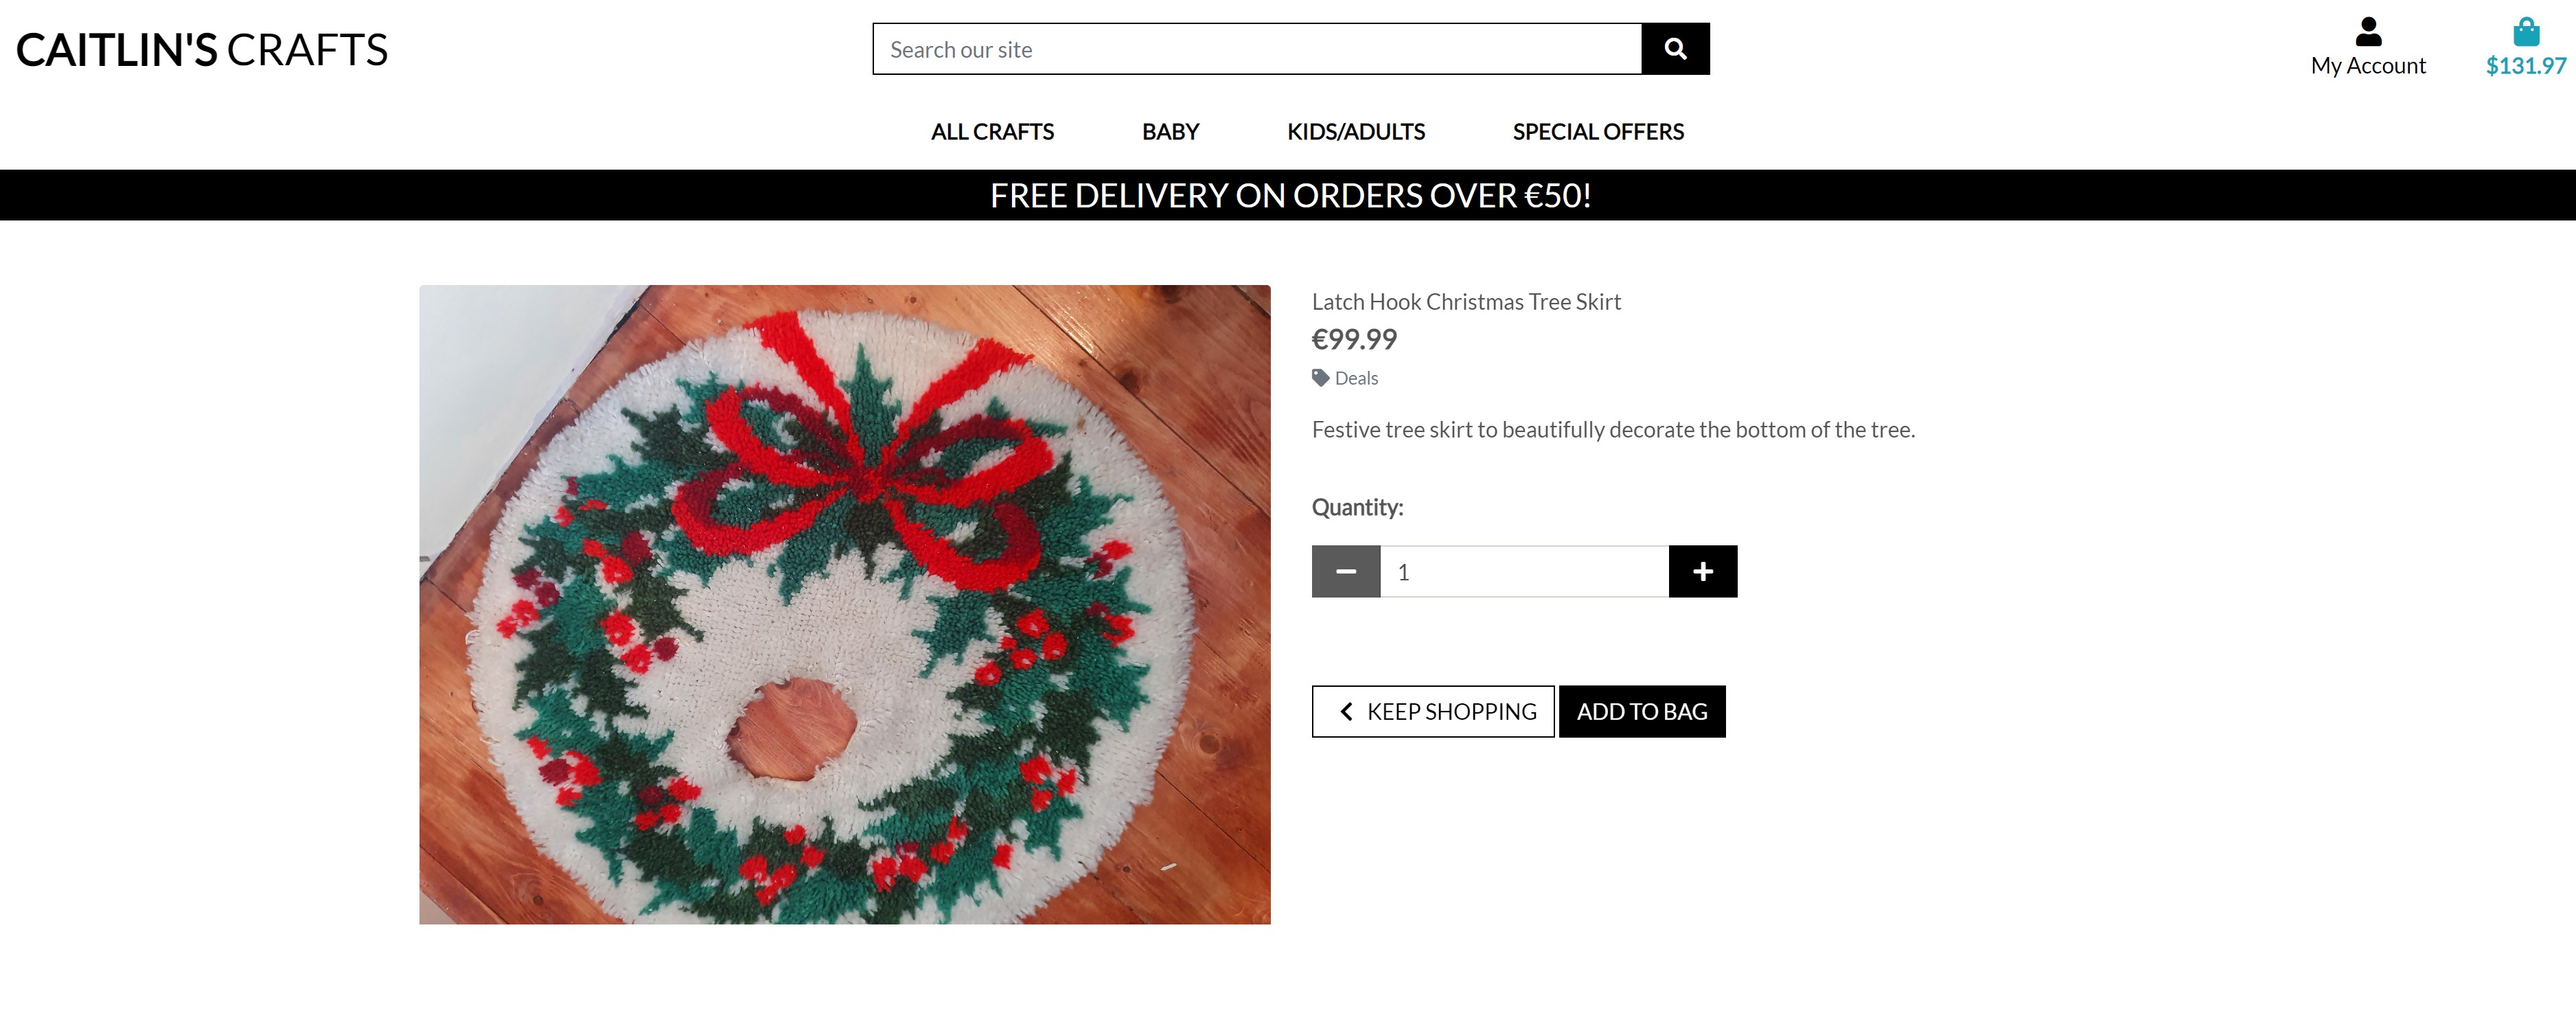 CAITLIN'S CRAFTS
Search our site
My Account
$131.97
ALL CRAFTS
BABY
KIDS/ADULTS
SPECIAL OFFERS
FREE DELIVERY ON ORDERS OVER €50!
Latch Hook Christmas Tree Skirt
€99.99
Deals
Festive tree skirt to beautifully decorate the bottom of the tree.
Quantity:
1
KEEP SHOPPING
ADD TO BAG